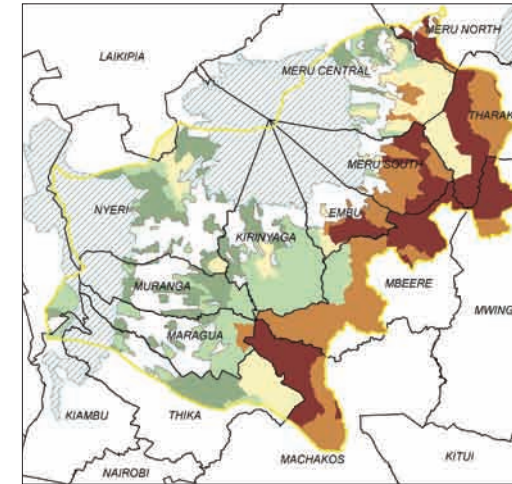 MERU NORTH
LAIKIPIA
MERU CENTRAL
THARAK
MERU SOUTH
NYERI
EMBU
KIRINYAGA
MBEERE
MURANGA
MWING
MARAGUA
KIAMBU
THIKA
KITUI
MACHAKOS
NAIROBI